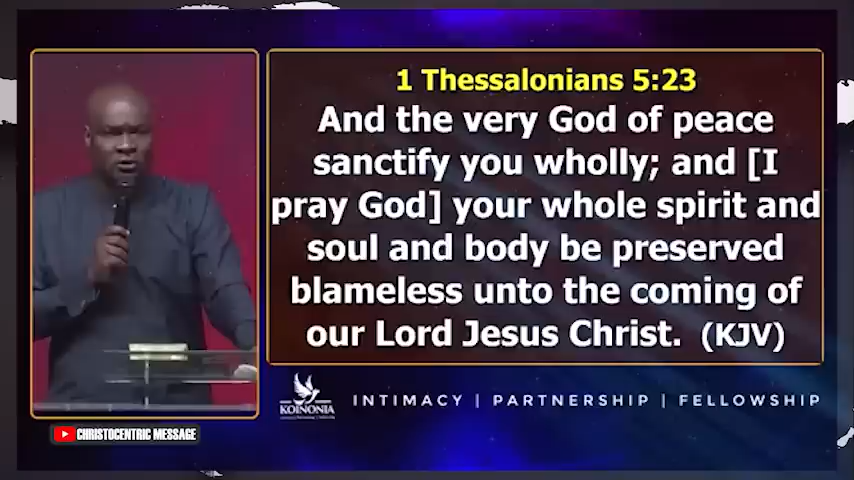 1 Thessalonians 5:23
And the very God of peace
sanctify you wholly; and [I
pray God] your whole spirit and
soul and body be preserved
blameless unto the coming of
our Lord Jesus Christ. (KJV)
KOINONIA
INTIMACY | PARTNERSHIP | FELLOWSHIP
CHRISTOCENTRIC MESSAGE